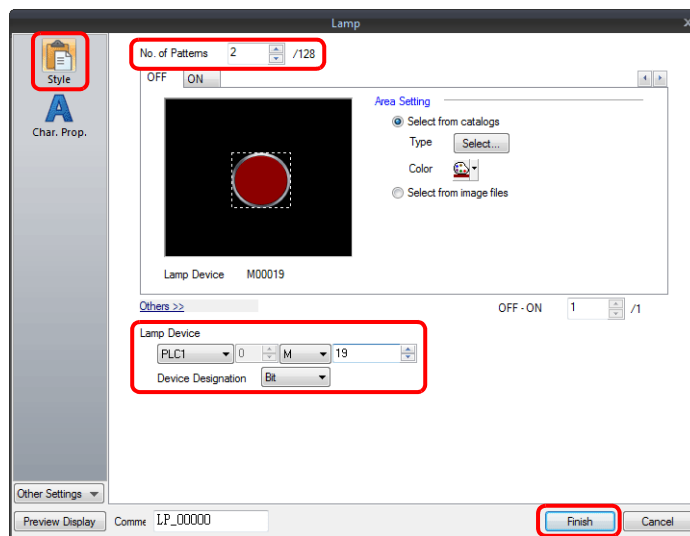 Lamp
No. of Patterns 2 /128
Style
OFF ON
Area Setting
Select from catalogs
Char. Prop.
Type Select...
Color
Select from image files
Lamp Device M00019
Others >>
OFF - ON 1 /1
Lamp Device
PLC1 0 M 19
Device Designation Bit
Other Settings
Preview Display Comme LP_00000 Finish Cancel